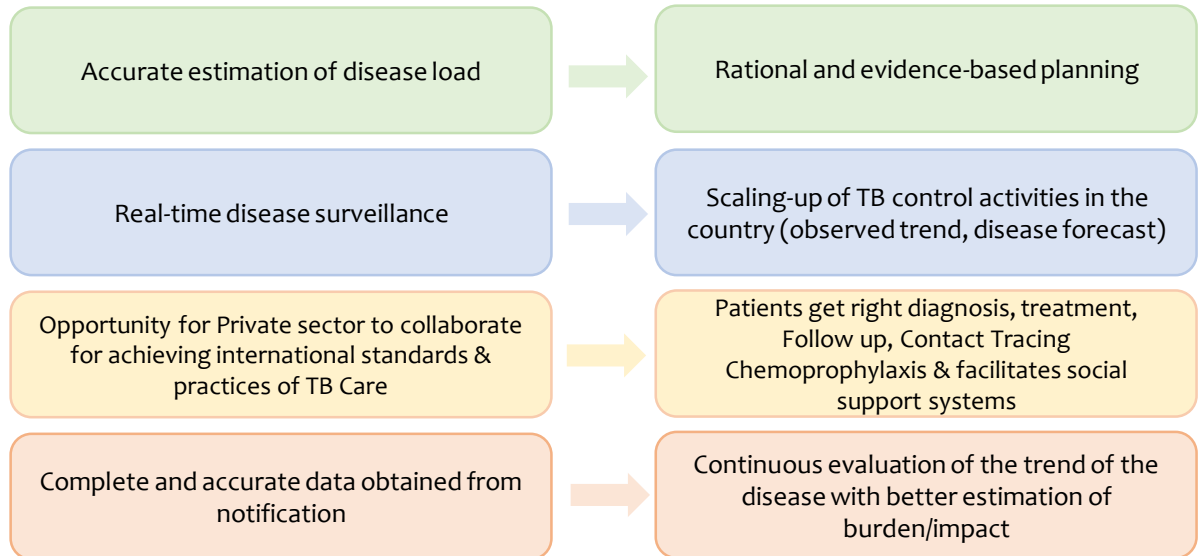 Accurate estimation of disease load
Rational and evidence-based planning
Real-time disease surveillance
Scaling-up of TB control activities in the
country (observed trend, disease forecast)
Opportunity for Private sector to collaborate
for achieving international standards &
practices of TB Care
Patients get right diagnosis, treatment,
Follow up, Contact Tracing
Chemoprophylaxis & facilitates social
support systems
Complete and accurate data obtained from
notification
Continuous evaluation of the trend of the
disease with better estimation of
burden/impact